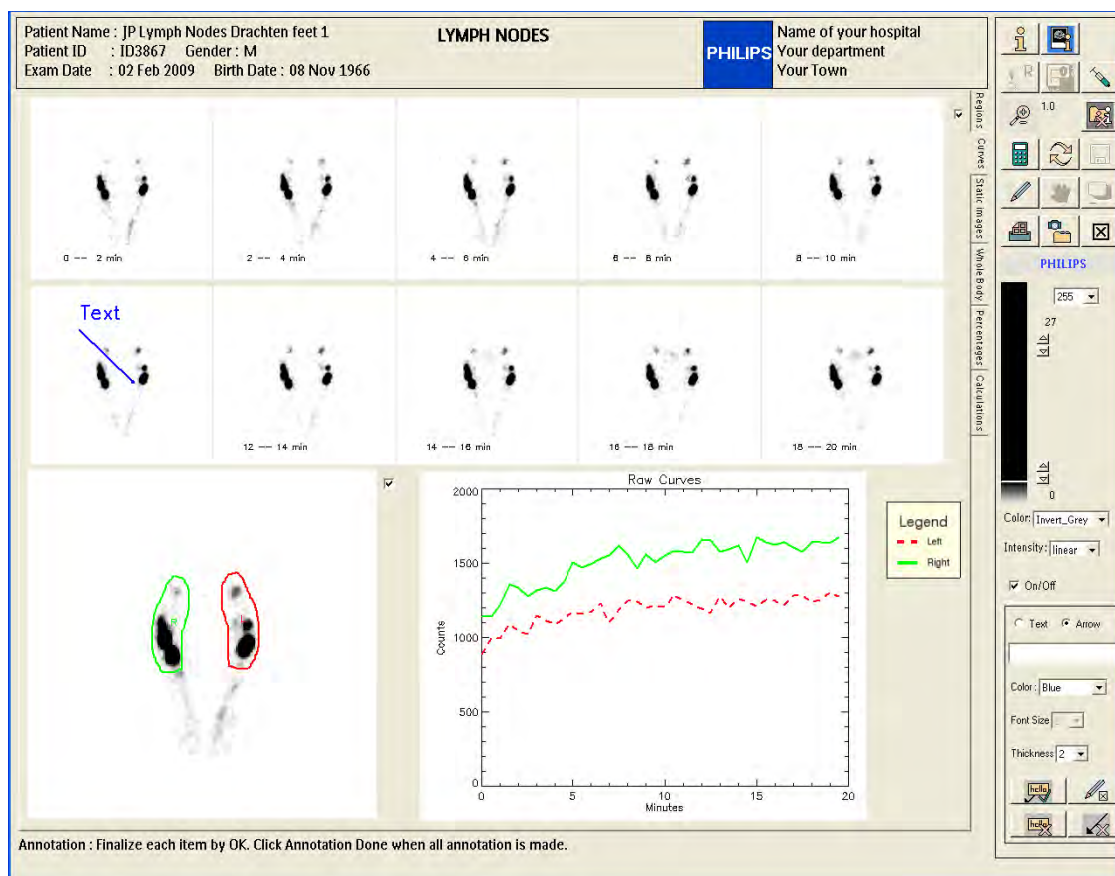 Patient Name : JP Lymph Nodes Drachten feet 1
Patient ID : ID3867 Gender : M
Exam Date : 02 Feb 2009 Birth Date : 08 Nov 1966
LYMPH NODES
PHILIPS
Name of your hospital
Your department
Your Town
Regions
Curves
Static images
Whole Body
Percentages
Calculations
0 -- 2 min
2 -- 4 min
4 -- 6 min
6 -- 8 min
8 -- 10 min
Text
12 -- 14 min
14 -- 16 min
16 -- 18 min
18 -- 20 min
R
Raw Curves
2000
1500
1000
500
0
Counts
0 5 10 15 20
Minutes
Legend
Left
Right
R
1.0
PHILIPS
255
27
0
Color: Invert_Grey
Intensity: linear
On/Off
Text Arrow
Color: Blue
Font Size
Thickness 2
hello
hello
Annotation : Finalize each item by OK. Click Annotation Done when all annotation is made.